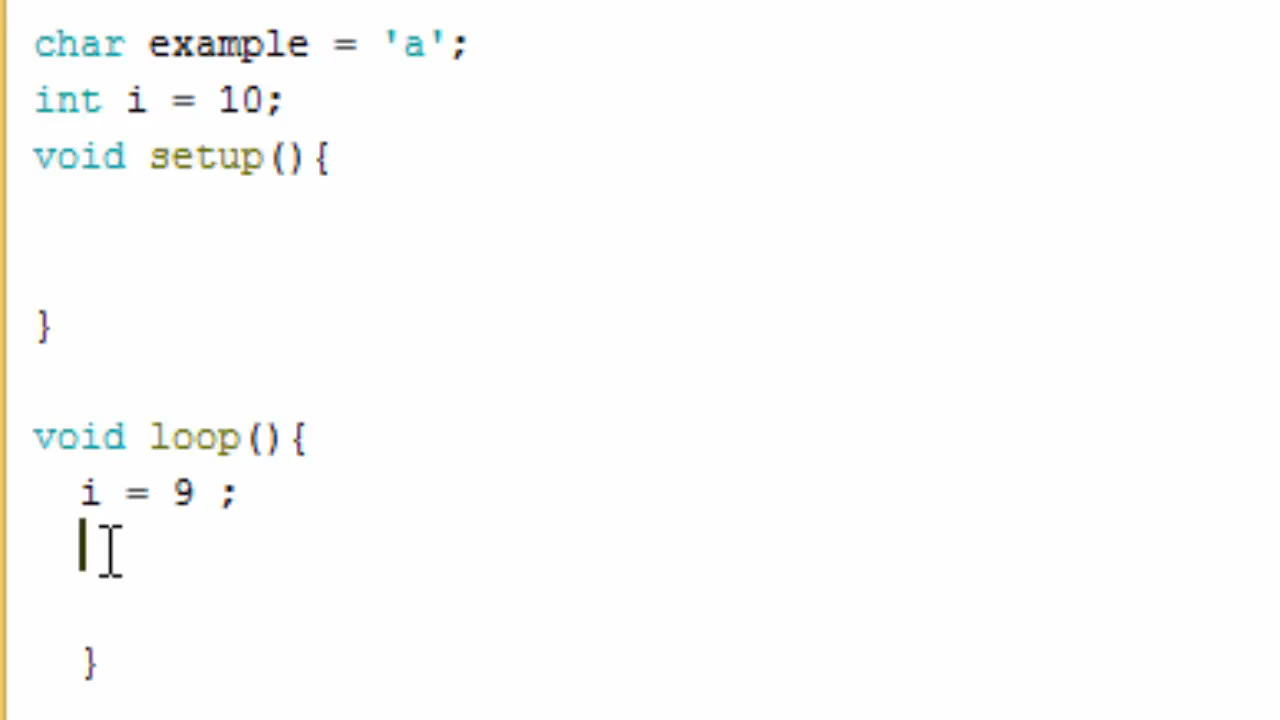 char example = 'a';
int i = 10;
void setup(){
}
void loop(){
i = 9 ;
}